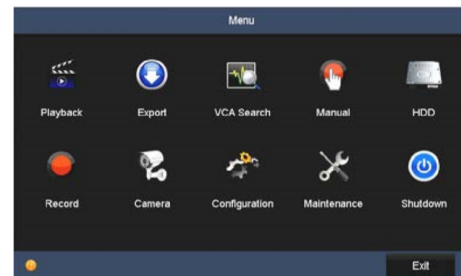 Menu
Playback Export VCA Search Manual HDD
Record Camera Configuration Maintenance Shutdown
Exit